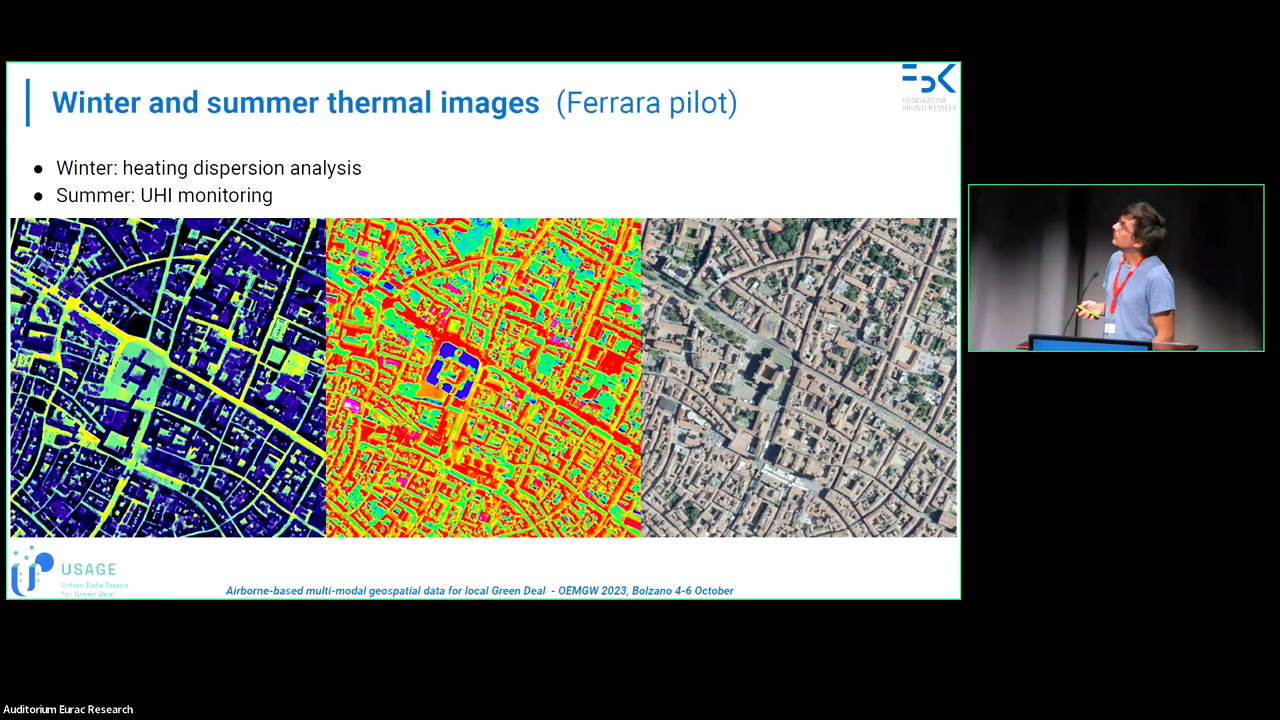 Winter and summer thermal images (Ferrara pilot)
FONDAZIONE
BRUNO KESSLER
● Winter: heating dispersion analysis
● Summer: UHI monitoring
USAGE
Urban Data Space
for Green Deal
Airborne-based multi-modal geospatial data for local Green Deal - OEMGW 2023, Bolzano 4-6 October
Auditorium Eurac Research